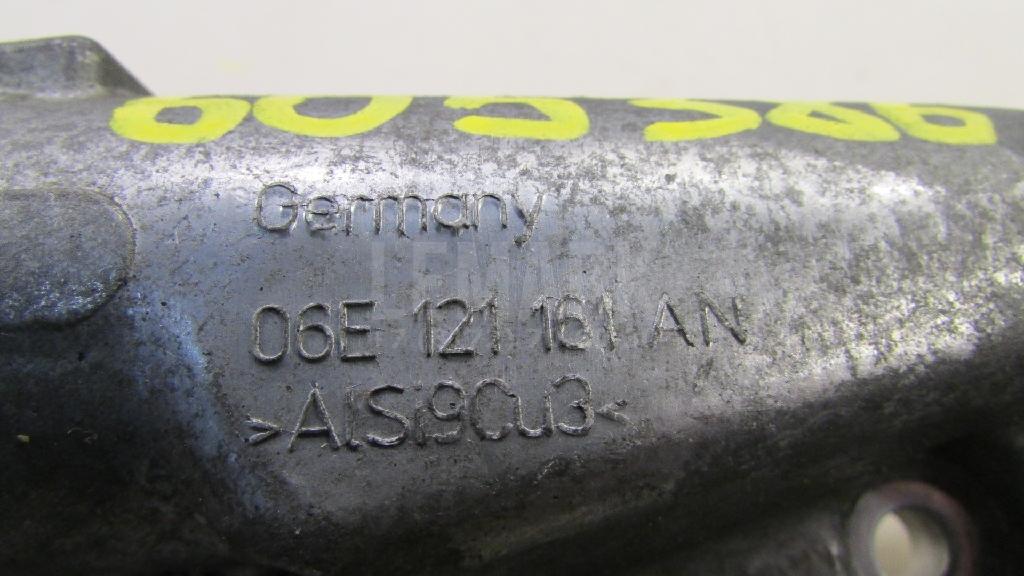 Germany
06E 121 161 AN
>AlSi9Cu3<